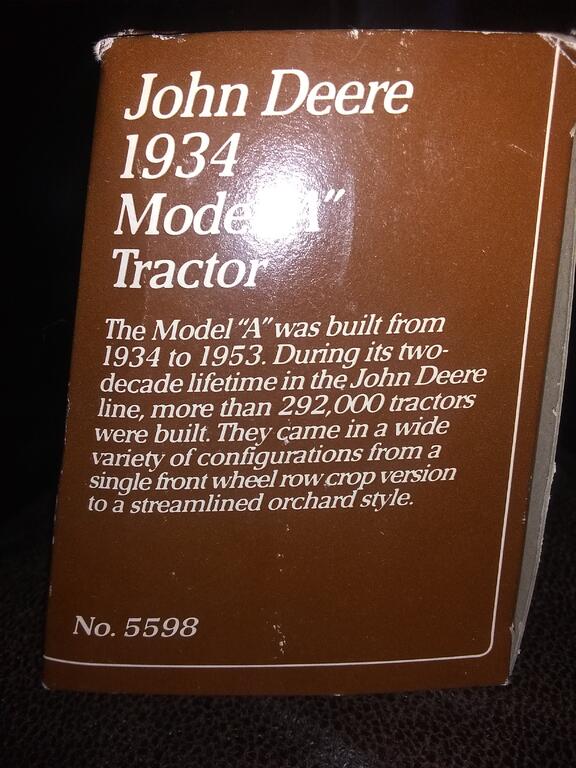 John Deere
1934
Model "A"
Tractor
The Model "A" was built from
1934 to 1953. During its two-
decade lifetime in the John Deere
line, more than 292,000 tractors
were built. They came in a wide
variety of configurations from a
single front wheel row crop version
to a streamlined orchard style.
No. 5598